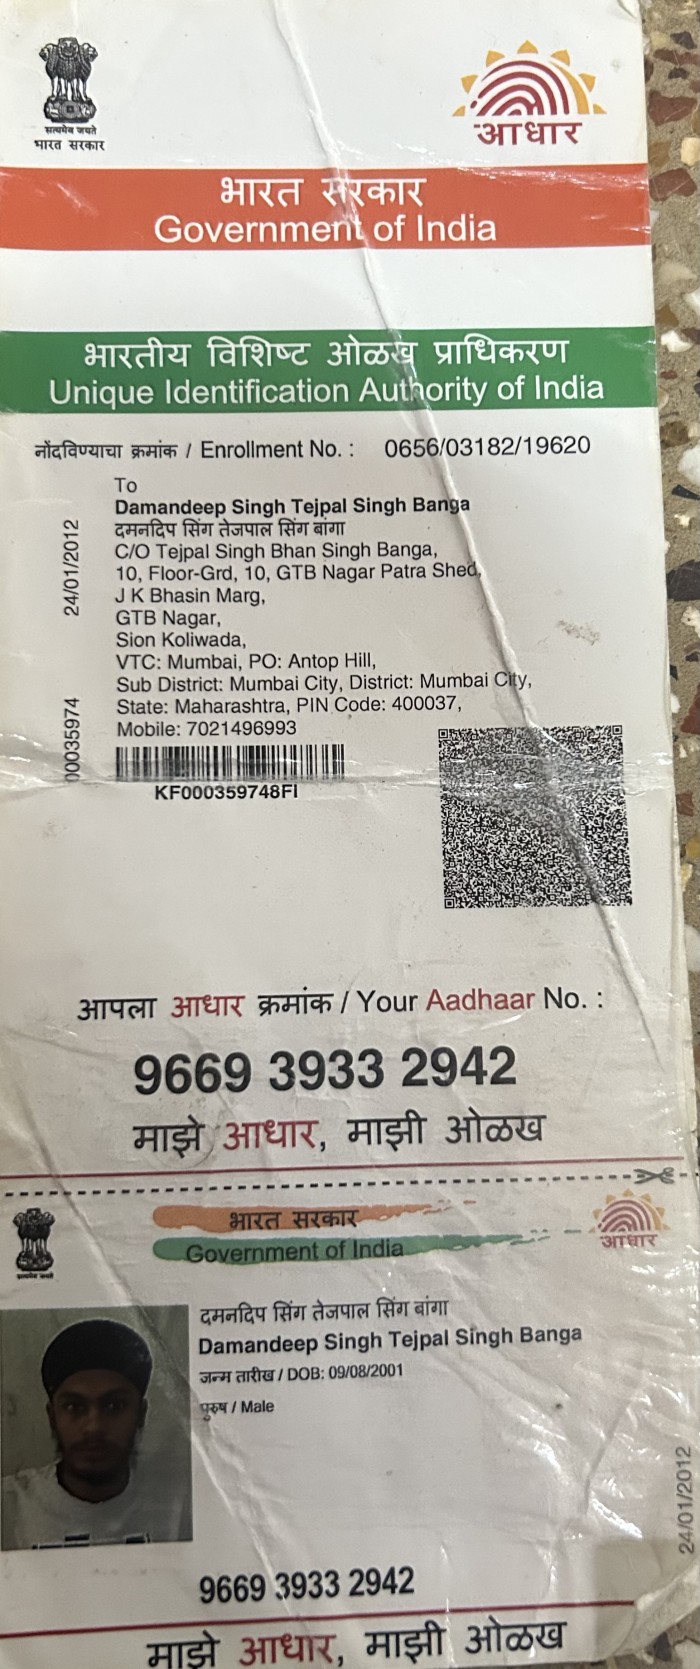 सत्यमेव जयते
भारत सरकार
आधार
भारत सरकार
Government of India
भारतीय विशिष्ट ओळख प्राधिकरण
Unique Identification Authority of India
नोंदविण्याचा क्रमांक / Enrollment No. : 0656/03182/19620
To
Damandeep Singh Tejpal Singh Banga
दमनदिप सिंग तेजपाल सिंग बांगा
C/O Tejpal Singh Bhan Singh Banga,
10, Floor-Grd, 10, GTB Nagar Patra Shed,
J K Bhasin Marg,
GTB Nagar,
Sion Koliwada,
VTC: Mumbai, PO: Antop Hill,
Sub District: Mumbai City, District: Mumbai City,
State: Maharashtra, PIN Code: 400037,
Mobile: 7021496993
24/01/2012
00035974
KF000359748FI
आपला आधार क्रमांक / Your Aadhaar No. :
9669 3933 2942
माझे आधार, माझी ओळख
भारत सरकार
Government of India
आधार
दमनदिप सिंग तेजपाल सिंग बांगा
Damandeep Singh Tejpal Singh Banga
जन्म तारीख / DOB: 09/08/2001
पुरुष / Male
24/01/2012
9669 3933 2942
माझे आधार, माझी ओळख